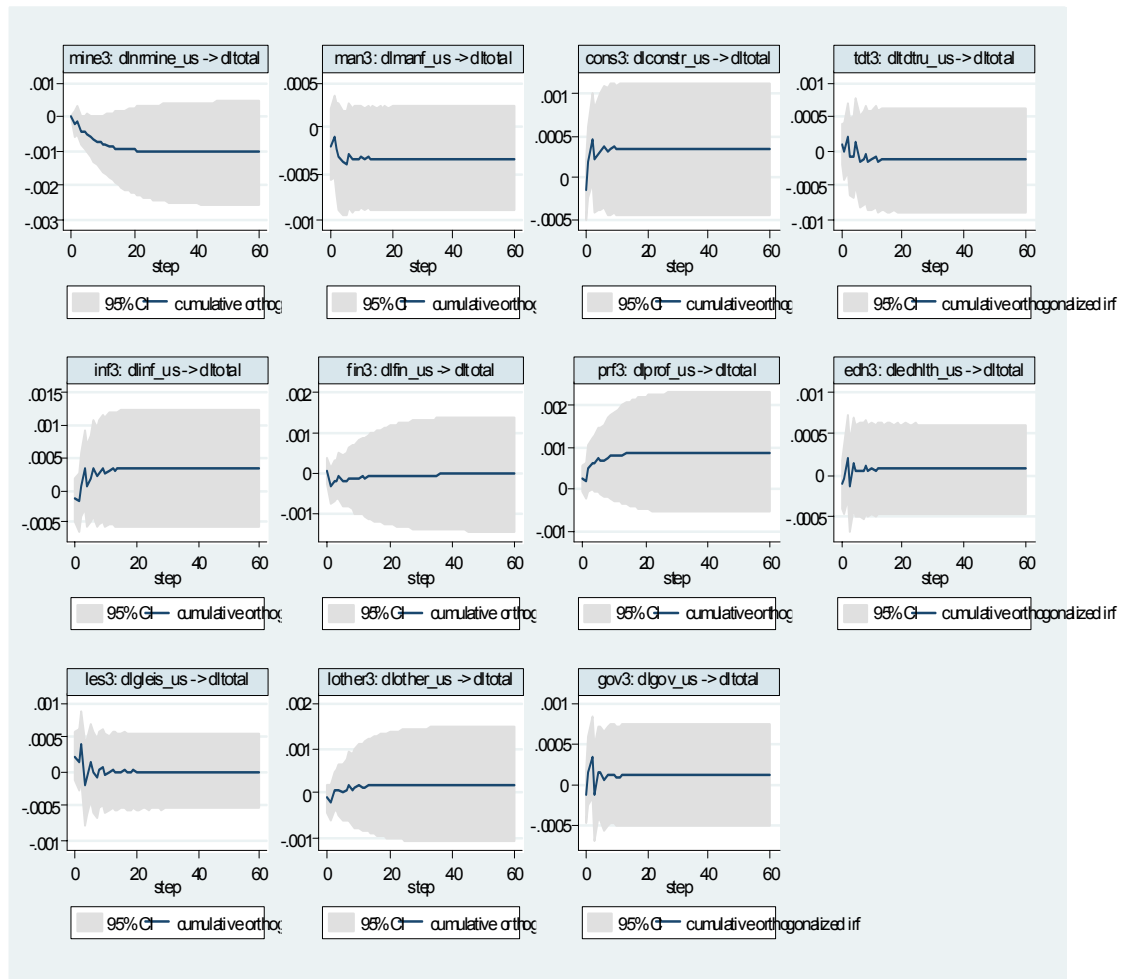 mine3: dlnrmine_us -> dltotal
.001
0
-.001
-.002
-.003
0 20 40 60
step
95% CI cumulative orthog
man3: dlmanf_us -> dltotal
.0005
0
-.0005
-.001
0 20 40 60
step
95% CI cumulative orthog
cons3: dlconstr_us -> dltotal
.001
.0005
0
-.0005
0 20 40 60
step
95% CI cumulative orthog
tdt3: dltdtru_us -> dltotal
.001
.0005
0
-.0005
-.001
0 20 40 60
step
95% CI cumulative orthogonalized irf
inf3: dlinf_us -> dltotal
.0015
.001
.0005
0
-.0005
0 20 40 60
step
95% CI cumulative orthog
fin3: dlfin_us -> dltotal
.002
.001
0
-.001
0 20 40 60
step
95% CI cumulative orthog
prf3: dlprof_us -> dltotal
.002
.001
0
-.001
0 20 40 60
step
95% CI cumulative orthog
edh3: dledhlth_us -> dltotal
.001
.0005
0
-.0005
0 20 40 60
step
95% CI cumulative orthogonalized irf
les3: dlgleis_us -> dltotal
.001
.0005
0
-.0005
-.001
0 20 40 60
step
95% CI cumulative orthog
lother3: dlother_us -> dltotal
.002
.001
0
-.001
0 20 40 60
step
95% CI cumulative orthog
gov3: dlgov_us -> dltotal
.001
.0005
0
-.0005
0 20 40 60
step
95% CI cumulative orthogonalized irf